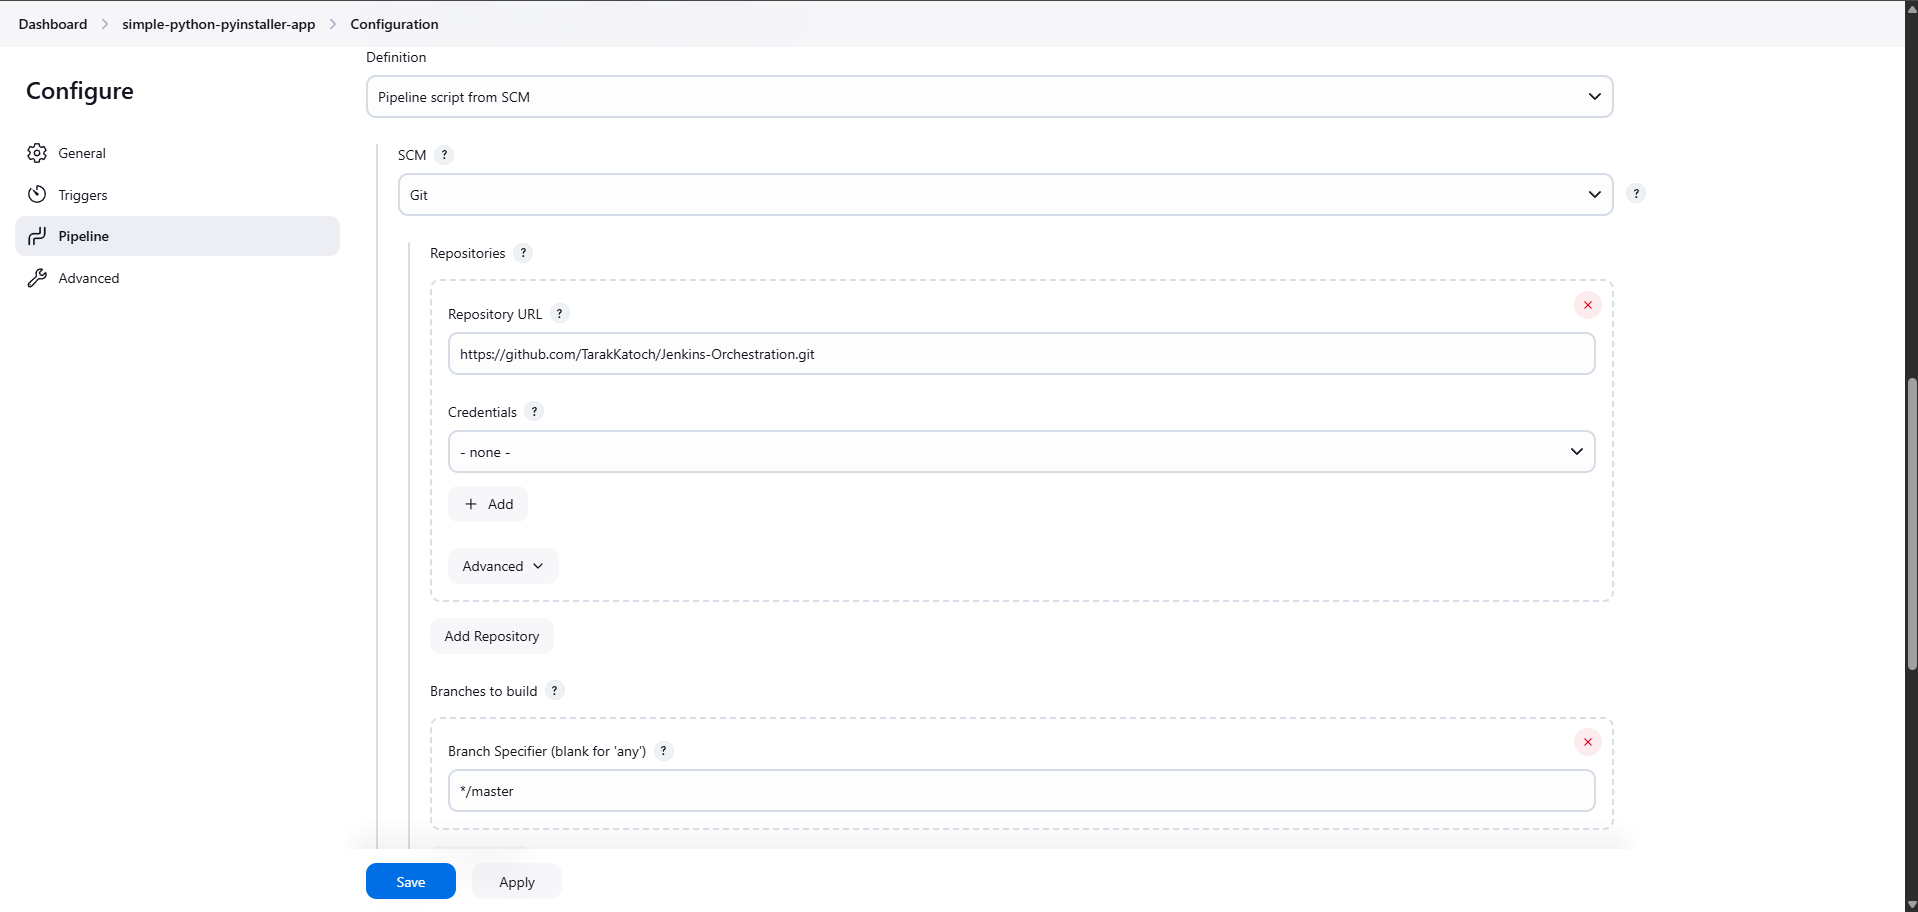 Dashboard > simple-python-pyinstaller-app > Configuration
Configure
General
Triggers
Pipeline
Advanced
Definition
Pipeline script from SCM
SCM ?
Git
?
Repositories ?
Repository URL ?
https://github.com/TarakKatoch/Jenkins-Orchestration.git
Credentials ?
- none -
+ Add
Advanced
Add Repository
Branches to build ?
Branch Specifier (blank for 'any') ?
*/master
Save
Apply